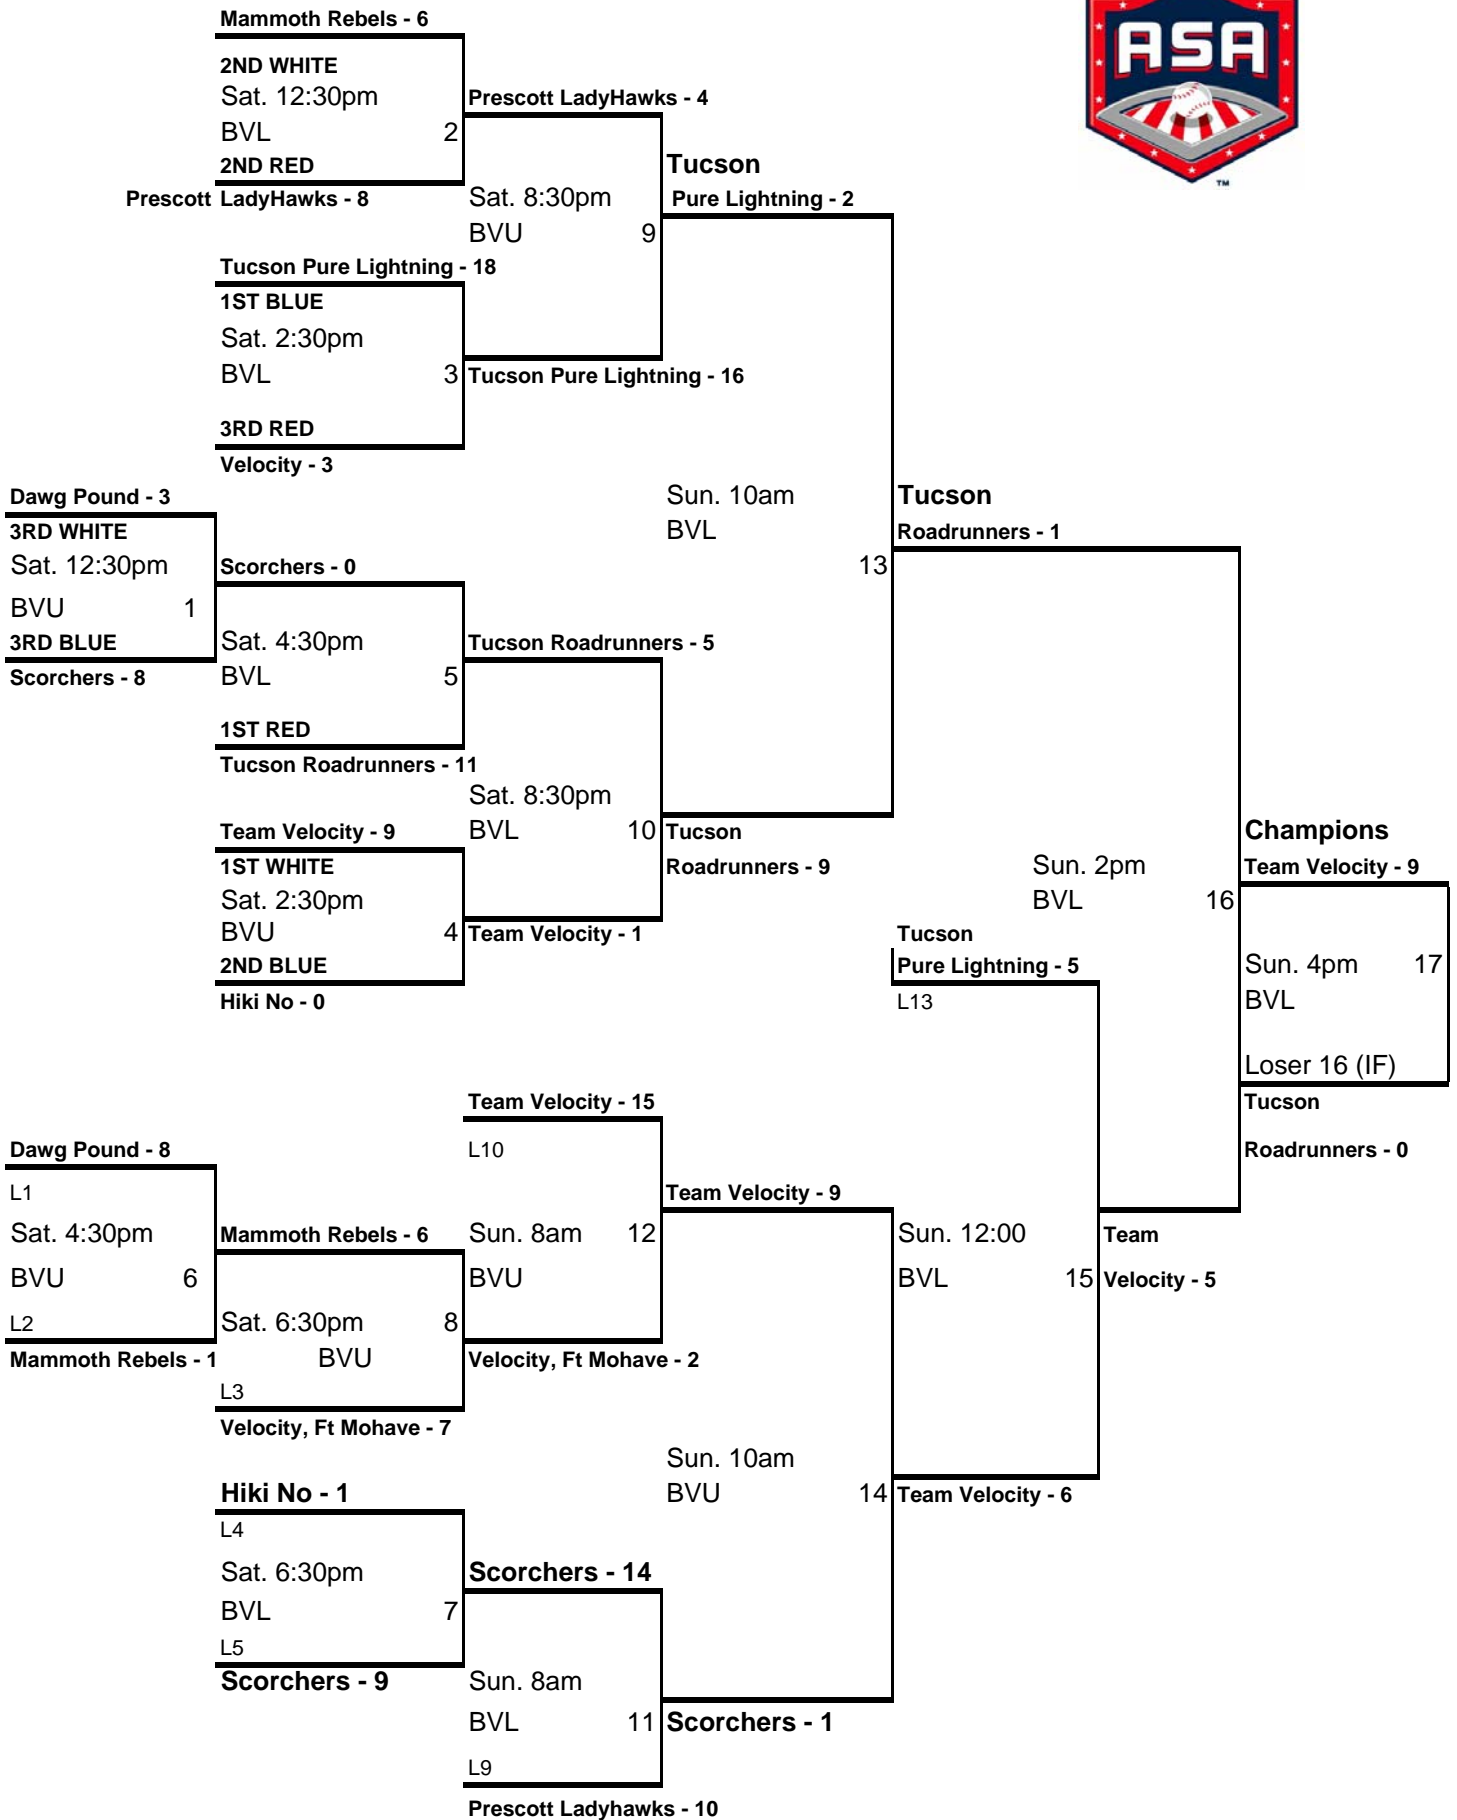 Mammoth Rebels - 6
ASA
TM
2ND WHITE
Sat. 12:30pm
Prescott LadyHawks - 4
BVL 2
2ND RED
Tucson
Prescott LadyHawks - 8
Sat. 8:30pm
Pure Lightning - 2
BVU 9
Tucson Pure Lightning - 18
1ST BLUE
Sat. 2:30pm
BVL 3
Tucson Pure Lightning - 16
3RD RED
Velocity - 3
Dawg Pound - 3
Sun. 10am
Tucson
3RD WHITE
BVL
Roadrunners - 1
Sat. 12:30pm
Scorchers - 0
13
BVU 1
3RD BLUE
Sat. 4:30pm
Tucson Roadrunners - 5
Scorchers - 8
BVL 5
1ST RED
Tucson Roadrunners - 11
Sat. 8:30pm
Team Velocity - 9
BVL 10
Tucson
Champions
1ST WHITE
Roadrunners - 9
Sun. 2pm
Team Velocity - 9
Sat. 2:30pm
BVL 16
BVU 4
Team Velocity - 1
Tucson
2ND BLUE
Pure Lightning - 5
Sun. 4pm 17
Hiki No - 0
L13
BVL
Loser 16 (IF)
Team Velocity - 15
Tucson
Dawg Pound - 8
L10
Roadrunners - 0
L1
Team Velocity - 9
Sat. 4:30pm
Mammoth Rebels - 6
Sun. 8am 12
Sun. 12:00
Team
BVU 6
BVU
BVL 15
Velocity - 5
L2
Sat. 6:30pm 8
Mammoth Rebels - 1
BVU
Velocity, Ft Mohave - 2
L3
Velocity, Ft Mohave - 7
Sun. 10am
Hiki No - 1
BVU 14
Team Velocity - 6
L4
Sat. 6:30pm
Scorchers - 14
BVL 7
L5
Scorchers - 9
Sun. 8am
BVL 11
Scorchers - 1
L9
Prescott Ladyhawks - 10